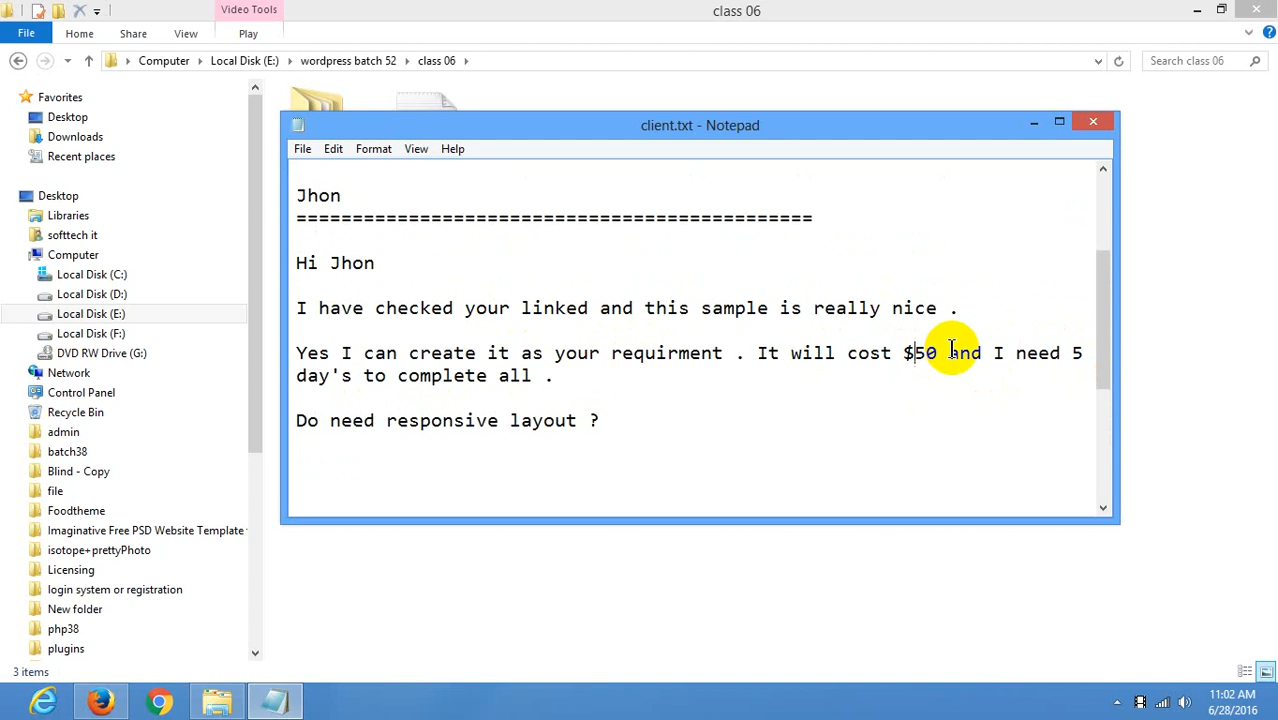 Video Tools
class 06
File
Home
Share
View
Play
Computer
Local Disk (E:)
wordpress batch 52
class 06
Search Class 06
Favorites
Desktop
Downloads
Recent places
Desktop
Libraries
softtech it
Computer
Local Disk (C:)
Local Disk (D:)
Local Disk (E:)
Local Disk (F:)
DVD RW Drive (G:)
Network
Control Panel
Recycle Bin
admin
batch38
Blind - Copy
file
Foodtheme
Imaginative Free PSD Website Template
isotope+prettyPhoto
Licensing
login system or registration
New folder
php38
plugins
3 items
client.txt - Notepad
File
Edit
Format
View
Help
Jhon
==============================================
Hi Jhon
I have checked your linked and this sample is really nice .
Yes I can create it as your requirment . It will cost $50 and I need 5
day's to complete all .
Do need responsive layout ?
11:02 AM
6/28/2016